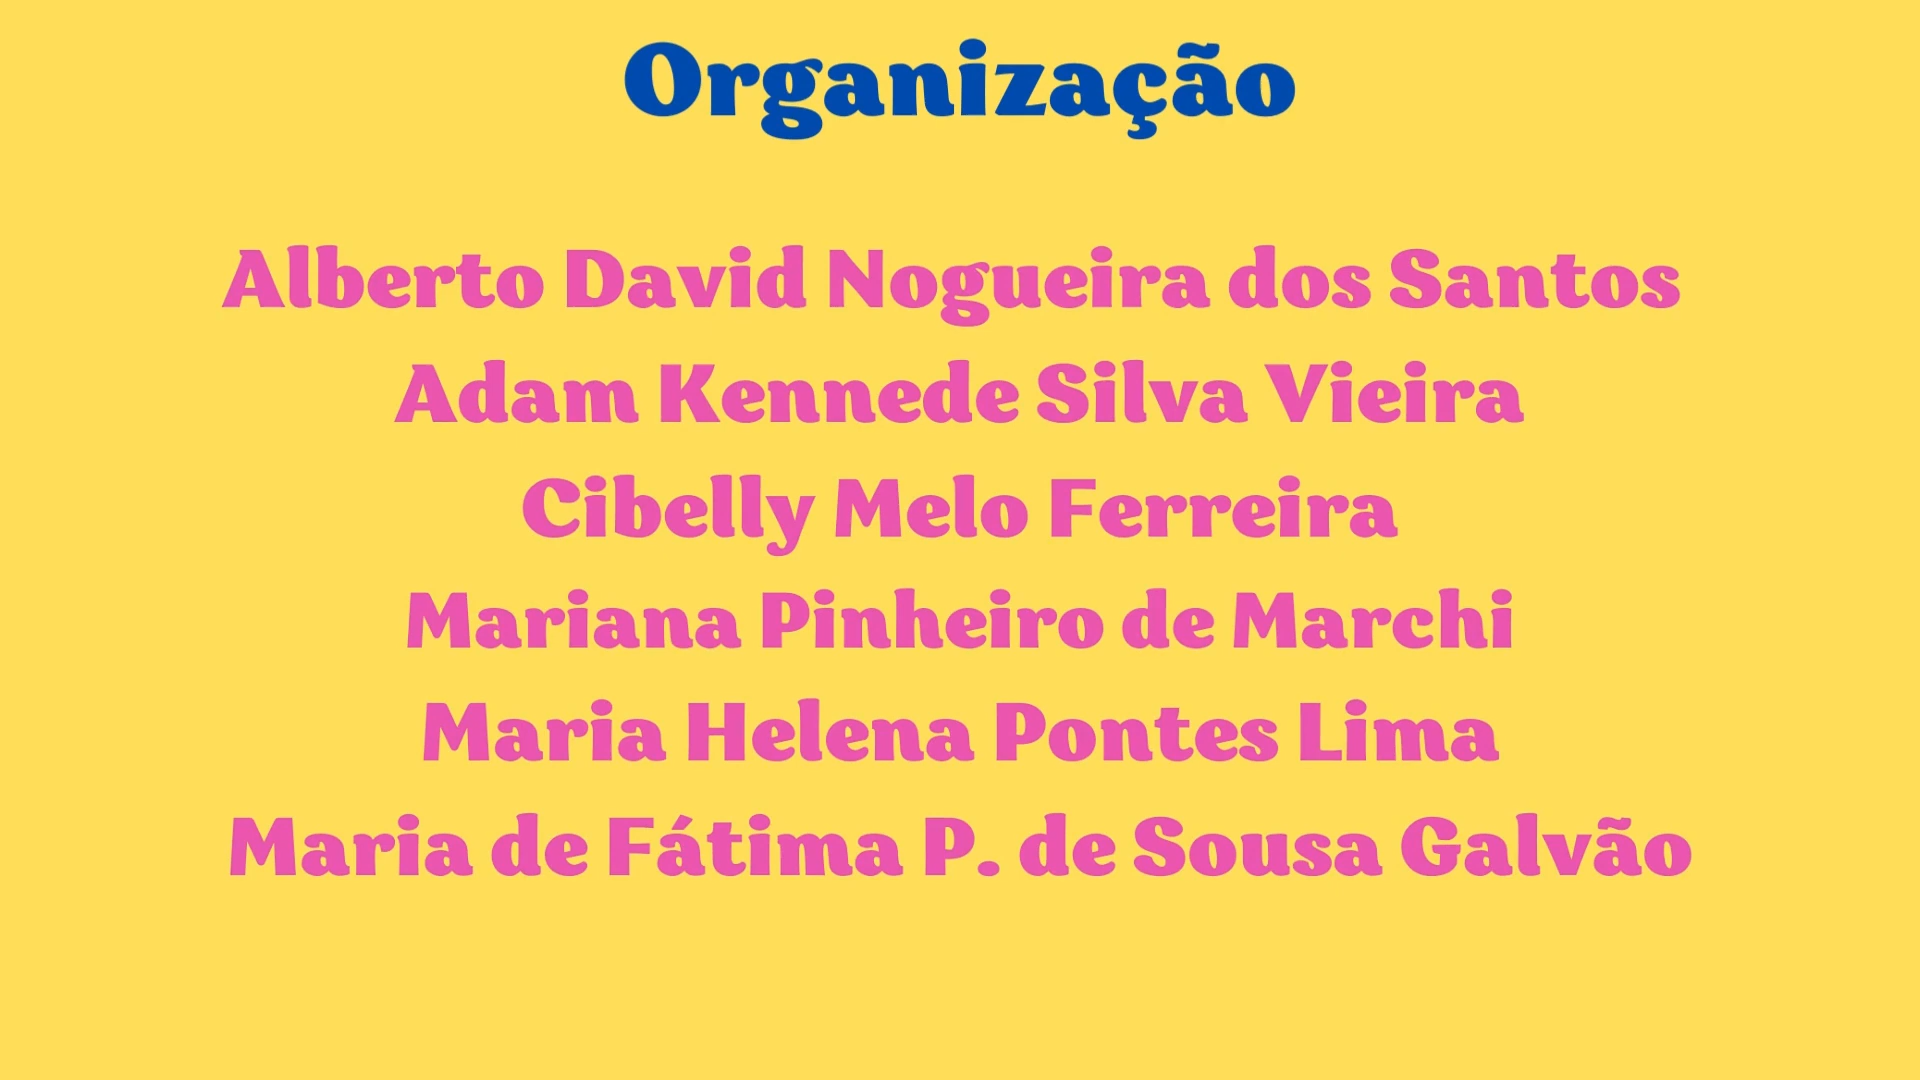 Organização
Alberto David Nogueira dos Santos
Adam Kennede Silva Vieira
Cibelly Melo Ferreira
Mariana Pinheiro de Marchi
Maria Helena Pontes Lima
Maria de Fátima P. de Sousa Galvão